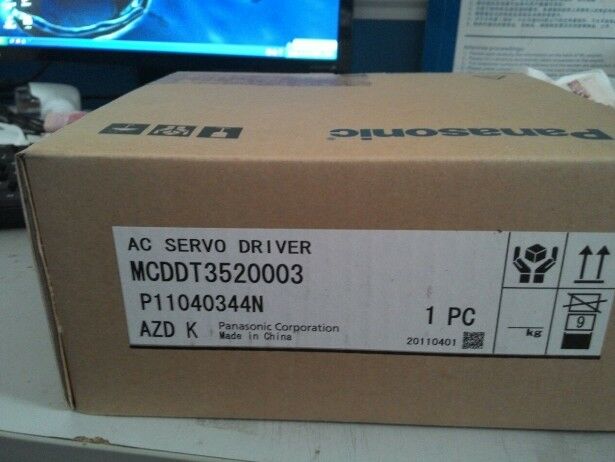 Panasonic
AC SERVO DRIVER
MCDDT3520003
P11040344N
1 PC
AZD K
Panasonic Corporation
Made in China
20110401
kg
9